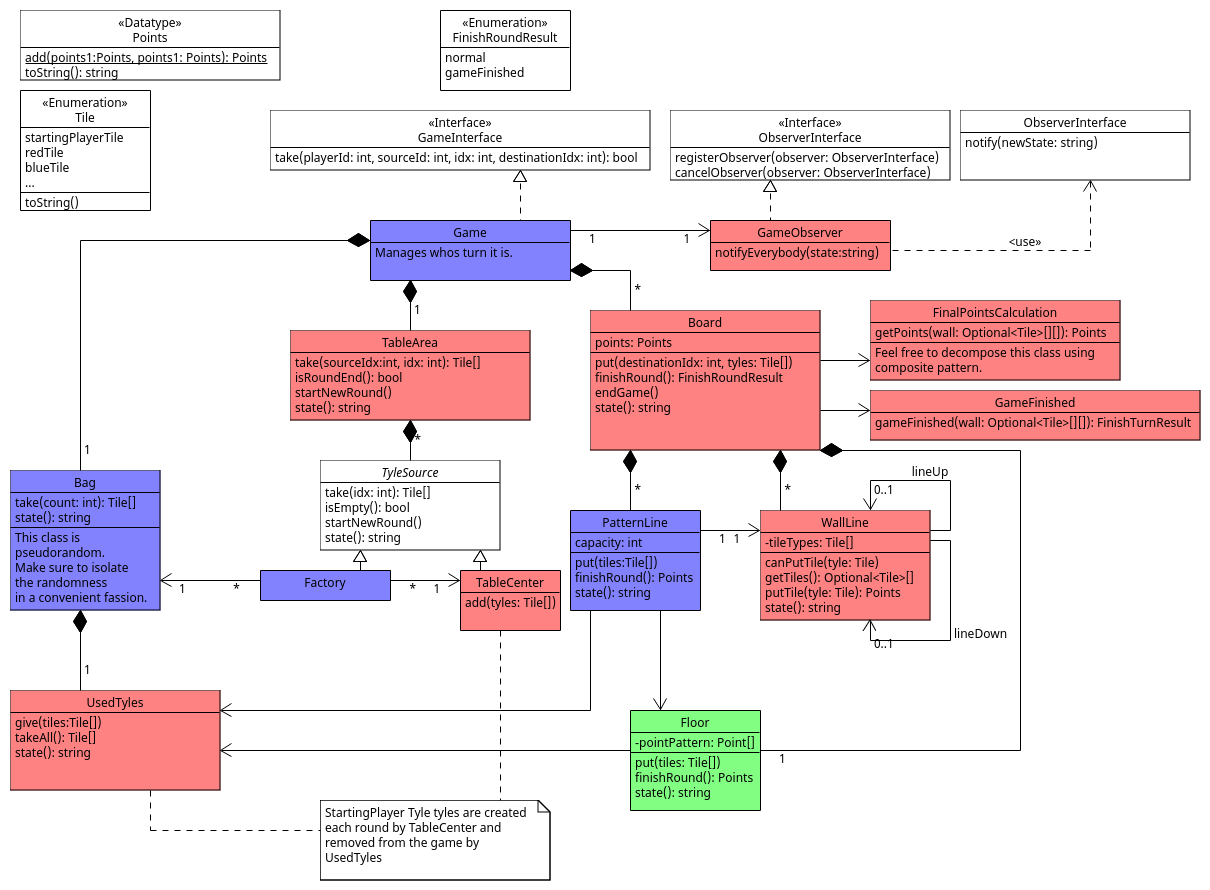 «Datatype»
Points
add(points1:Points, points1: Points): Points
toString(): string
«Enumeration»
FinishRoundResult
normal
gameFinished
«Enumeration»
Tile
startingPlayerTile
redTile
blueTile
...
toString()
«Interface»
GameInterface
take(playerId: int, sourceId: int, idx: int, destinationIdx: int): bool
«Interface»
ObserverInterface
registerObserver(observer: ObserverInterface)
cancelObserver(observer: ObserverInterface)
ObserverInterface
notify(newState: string)
Game
Manages whos turn it is.
1
1
GameObserver
notifyEverybody(state:string)
<use>
*
1
TableArea
take(sourceIdx:int, idx: int): Tile[]
isRoundEnd(): bool
startNewRound()
state(): string
*
Board
points: Points
put(destinationIdx: int, tyles: Tile[])
finishRound(): FinishRoundResult
endGame()
state(): string
FinalPointsCalculation
getPoints(wall: Optional<Tile>[][]): Points
Feel free to decompose this class using
composite pattern.
GameFinished
gameFinished(wall: Optional<Tile>[][]): FinishTurnResult
1
Bag
take(count: int): Tile[]
state(): string
This class is
pseudorandom.
Make sure to isolate
the randomness
in a convenient fassion.
TyleSource
take(idx: int): Tile[]
isEmpty(): bool
startNewRound()
state(): string
1
*
Factory
*
1
TableCenter
add(tyles: Tile[])
*
*
PatternLine
capacity: int
put(tiles:Tile[])
finishRound(): Points
state(): string
1
1
lineUp
0..1
WallLine
-tileTypes: Tile[]
canPutTile(tyle: Tile)
getTiles(): Optional<Tile>[]
putTile(tyle: Tile): Points
state(): string
lineDown
0..1
1
UsedTyles
give(tiles:Tile[])
takeAll(): Tile[]
state(): string
Floor
-pointPattern: Point[]
put(tiles: Tile[])
finishRound(): Points
state(): string
1
StartingPlayer Tyle tyles are created
each round by TableCenter and
removed from the game by
UsedTyles